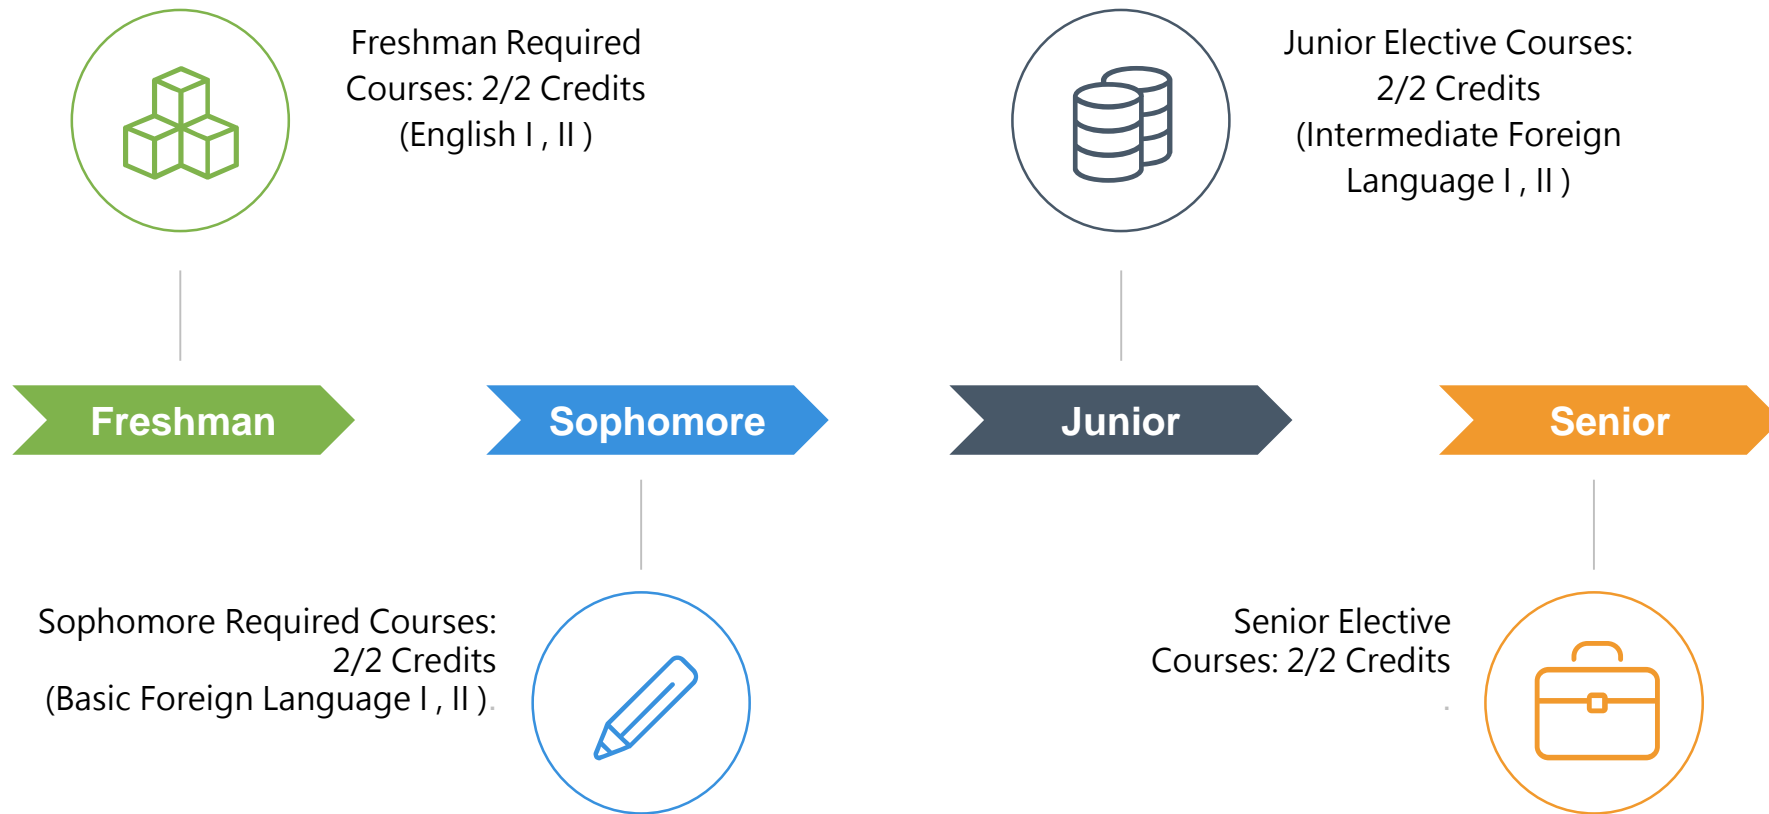 Freshman Required
Courses: 2/2 Credits
(English I , II )
Junior Elective Courses:
2/2 Credits
(Intermediate Foreign
Language I , II )
Freshman
Sophomore
Junior
Senior
Sophomore Required Courses:
2/2 Credits
(Basic Foreign Language I , II ).
Senior Elective
Courses: 2/2 Credits
.